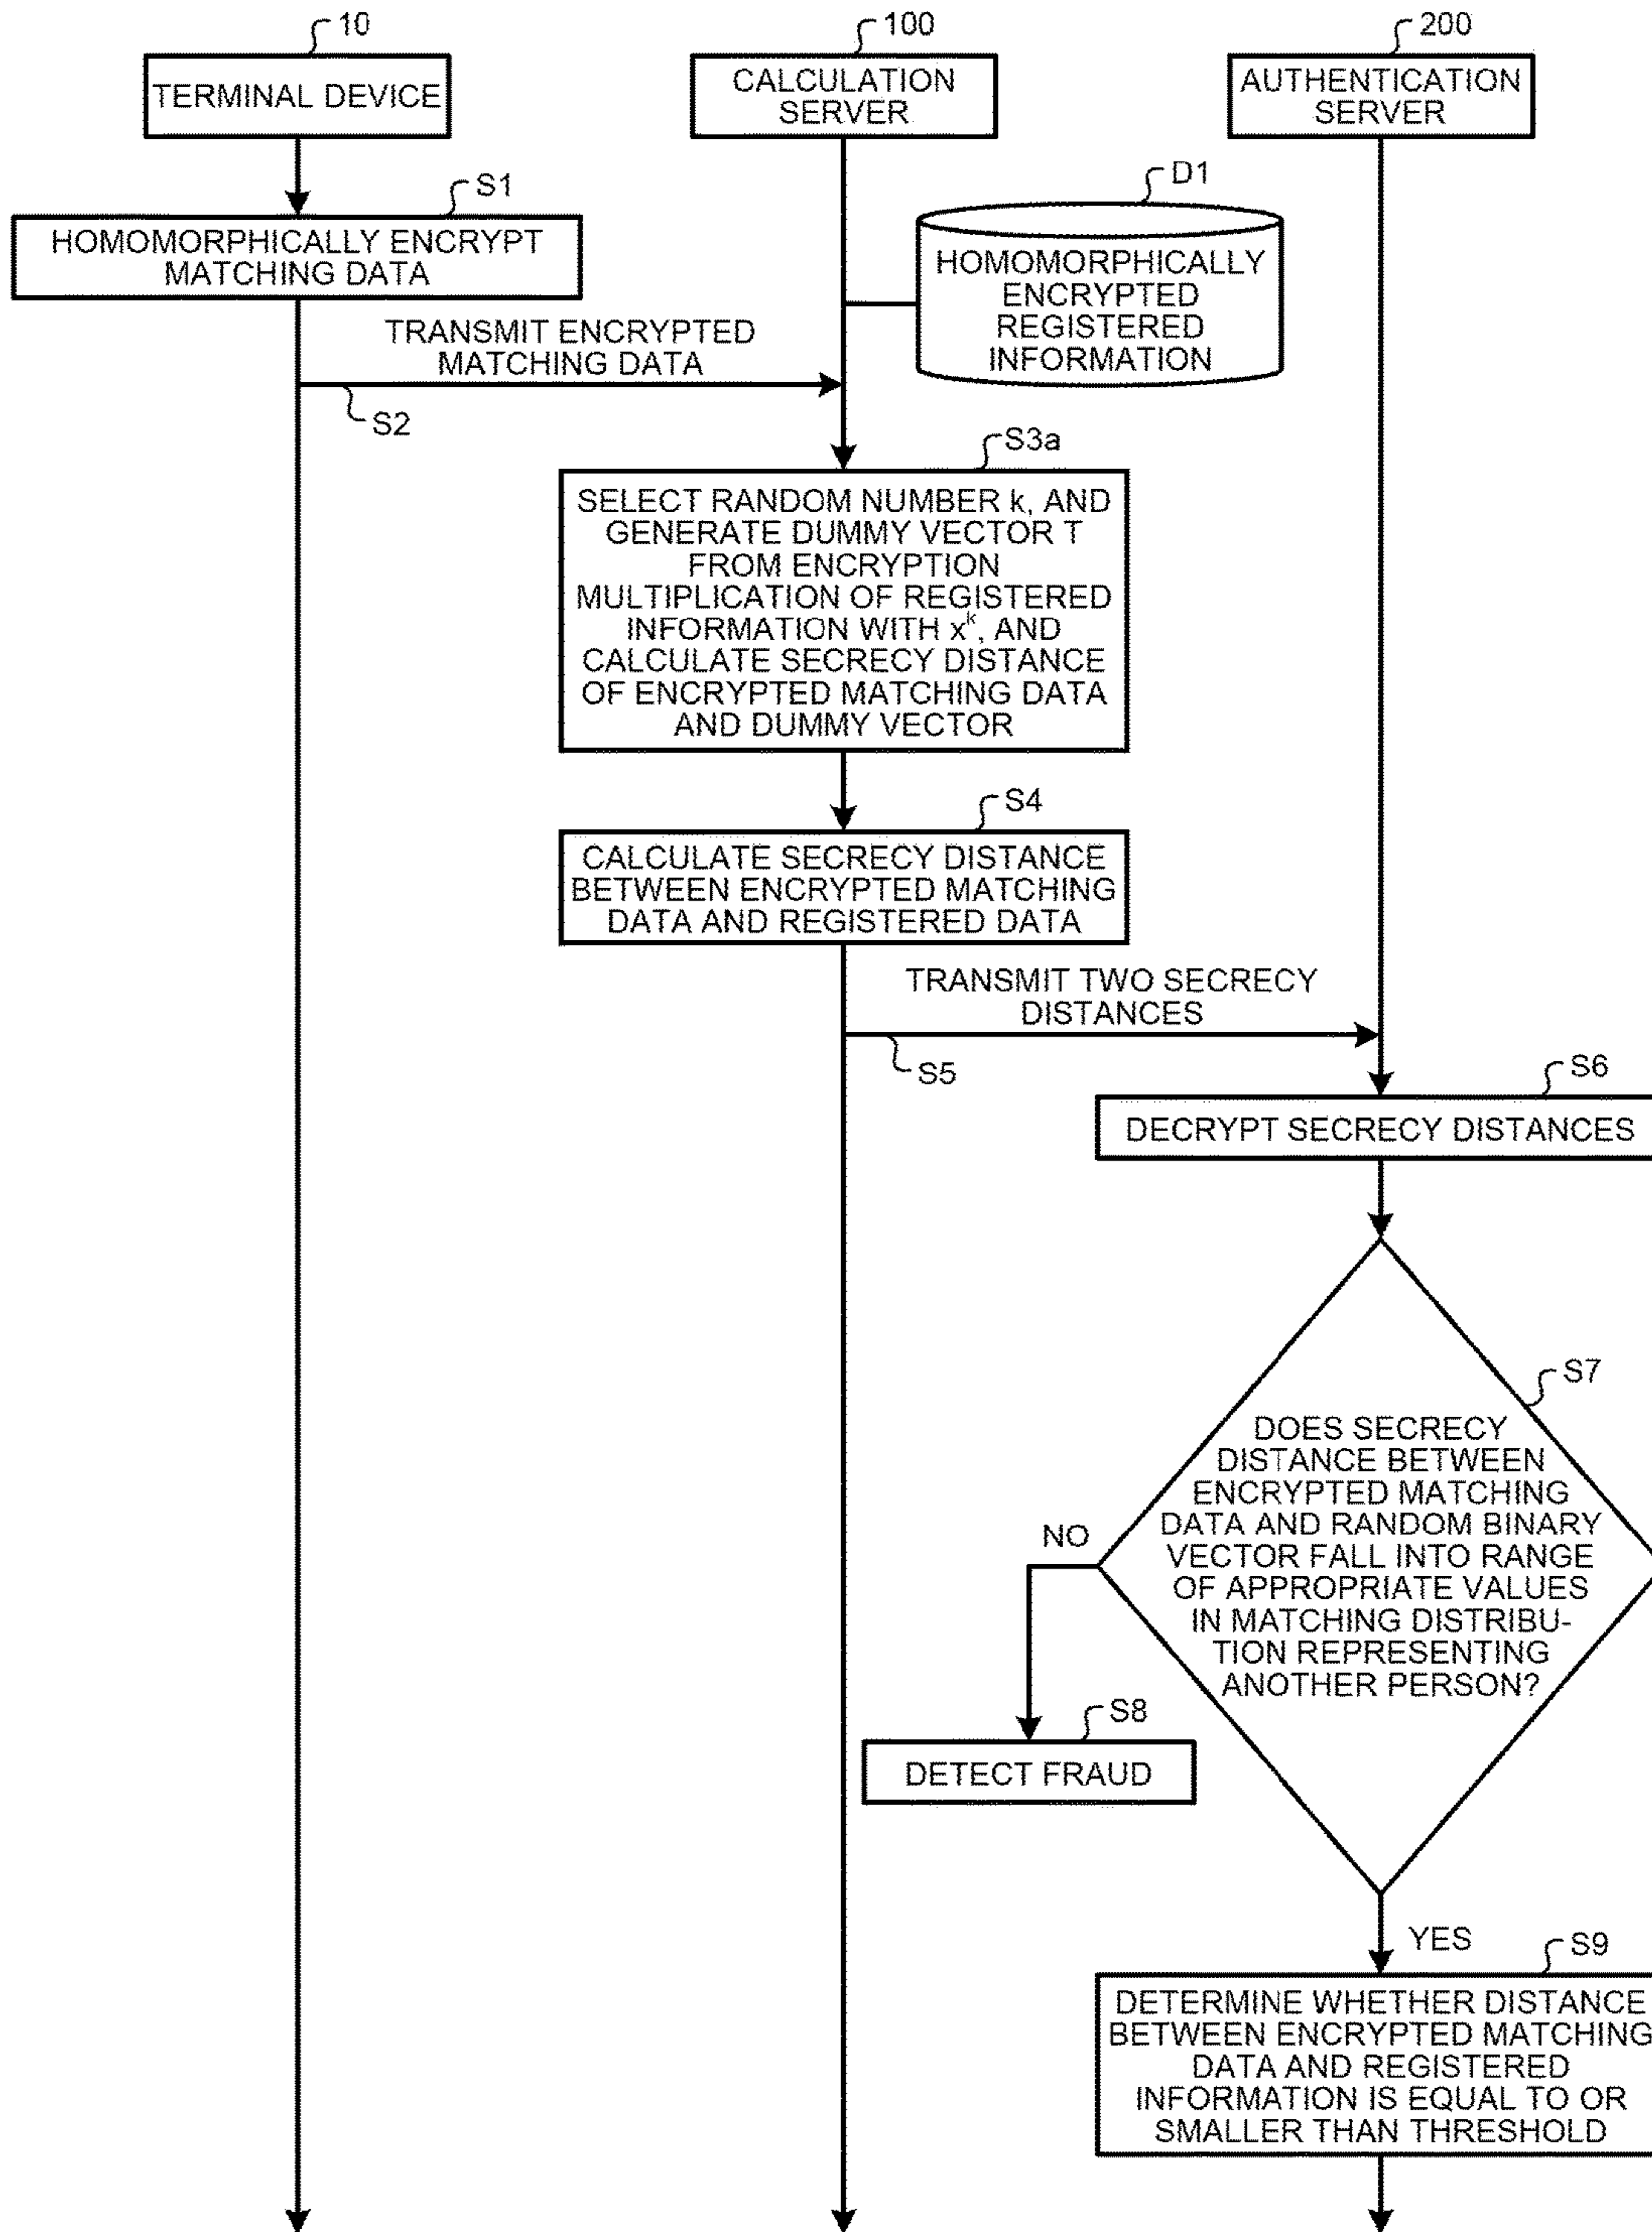 10
TERMINAL DEVICE
100
CALCULATION
SERVER
200
AUTHENTICATION
SERVER
S1
HOMOMORPHICALLY ENCRYPT
MATCHING DATA
D1
HOMOMORPHICALLY
ENCRYPTED
REGISTERED
INFORMATION
TRANSMIT ENCRYPTED
MATCHING DATA
S2
S3a
SELECT RANDOM NUMBER k, AND
GENERATE DUMMY VECTOR T
FROM ENCRYPTION
MULTIPLICATION OF REGISTERED
INFORMATION WITH x^k, AND
CALCULATE SECRECY DISTANCE
OF ENCRYPTED MATCHING DATA
AND DUMMY VECTOR
S4
CALCULATE SECRECY DISTANCE
BETWEEN ENCRYPTED MATCHING
DATA AND REGISTERED DATA
TRANSMIT TWO SECRECY
DISTANCES
S5
S6
DECRYPT SECRECY DISTANCES
S7
DOES SECRECY
DISTANCE BETWEEN
ENCRYPTED MATCHING
DATA AND RANDOM BINARY
VECTOR FALL INTO RANGE
OF APPROPRIATE VALUES
IN MATCHING DISTRIBU-
TION REPRESENTING
ANOTHER PERSON?
NO
S8
DETECT FRAUD
YES
S9
DETERMINE WHETHER DISTANCE
BETWEEN ENCRYPTED MATCHING
DATA AND REGISTERED
INFORMATION IS EQUAL TO OR
SMALLER THAN THRESHOLD